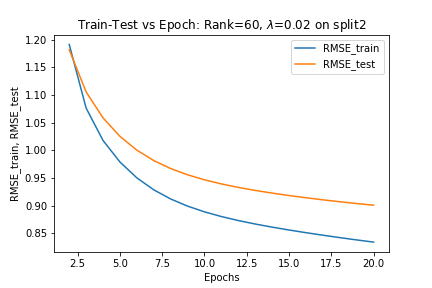 Train-Test vs Epoch: Rank=60, λ=0.02 on split2
RMSE_train
RMSE_test
RMSE_train, RMSE_test
1.20
1.15
1.10
1.05
1.00
0.95
0.90
0.85
2.5 5.0 7.5 10.0 12.5 15.0 17.5 20.0
Epochs